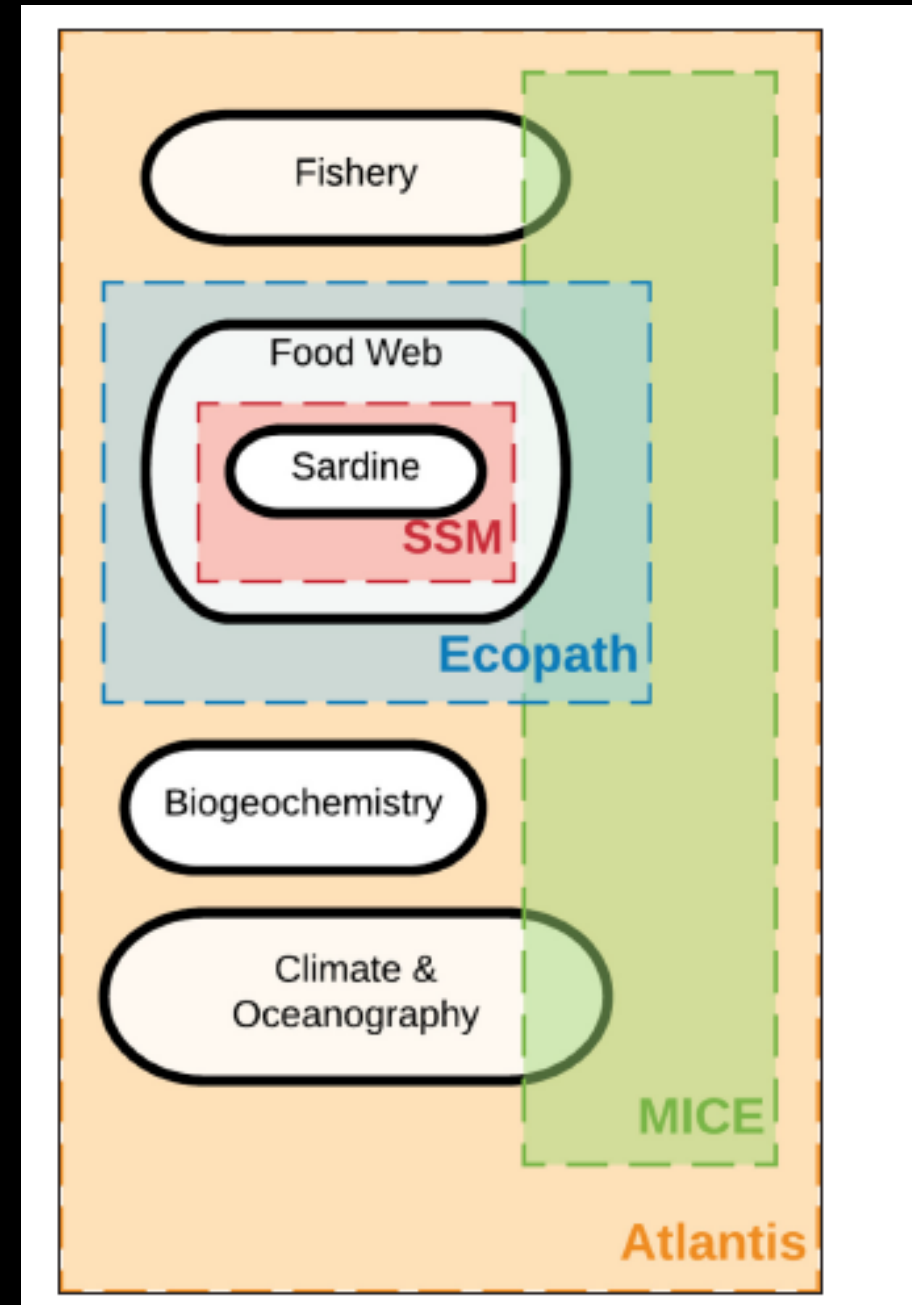 Fishery
Food Web
Sardine
SSM
Ecopath
Biogeochemistry
Climate &
Oceanography
MICE
Atlantis